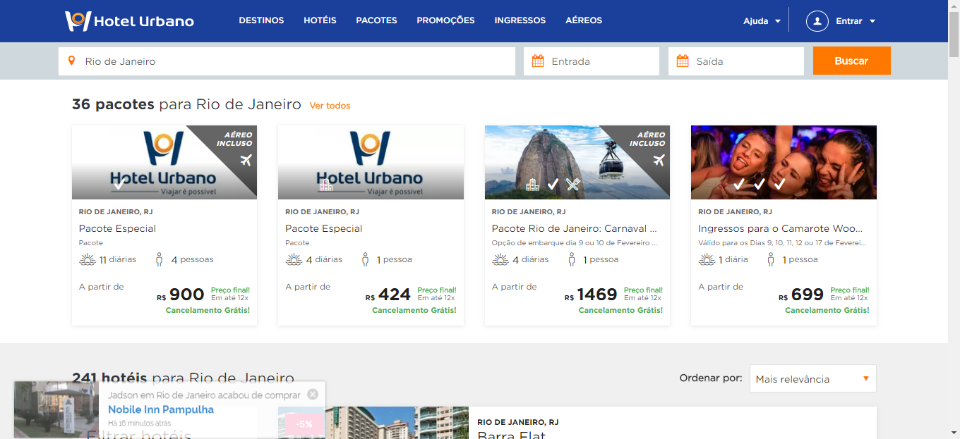 Hotel Urbano
DESTINOS HOTÉIS PACOTES PROMOÇÕES INGRESSOS AÉREOS
Ajuda Entrar
Rio de Janeiro
Entrada
Saída
Buscar
36 pacotes para Rio de Janeiro Ver todos
AÉREO INCLUSO
Hotel Urbano
Viajar é possível
RIO DE JANEIRO, RJ
Pacote Especial
Pacote
11 diárias 4 pessoas
A partir de
R$ 900 Preço final!
Em até 12x
Cancelamento Grátis!
Hotel Urbano
Viajar é possível
RIO DE JANEIRO, RJ
Pacote Especial
Pacote
4 diárias 1 pessoa
A partir de
R$ 424 Preço final!
Em até 12x
Cancelamento Grátis!
AÉREO INCLUSO
RIO DE JANEIRO, RJ
Pacote Rio de Janeiro: Carnaval ...
Opção de embarque dia 9 ou 10 de Fevereiro ...
4 diárias 1 pessoa
A partir de
R$ 1469 Preço final!
Em até 12x
Cancelamento Grátis!
RIO DE JANEIRO, RJ
Ingressos para o Camarote Woo...
Válido para os Dias 9, 10, 11, 12 ou 17 de Feverair...
1 diária 1 pessoa
A partir de
R$ 699 Preço final!
Em até 12x
Cancelamento Grátis!
241 hotéis para Rio de Janeiro
Ordenar por: Mais relevância
Jadson em Rio de Janeiro acabou de comprar
Nobile Inn Pampulha
Há 16 minutos atrás
Filtrar hotéis
-5%
RIO DE JANEIRO, RJ
Barra Flat